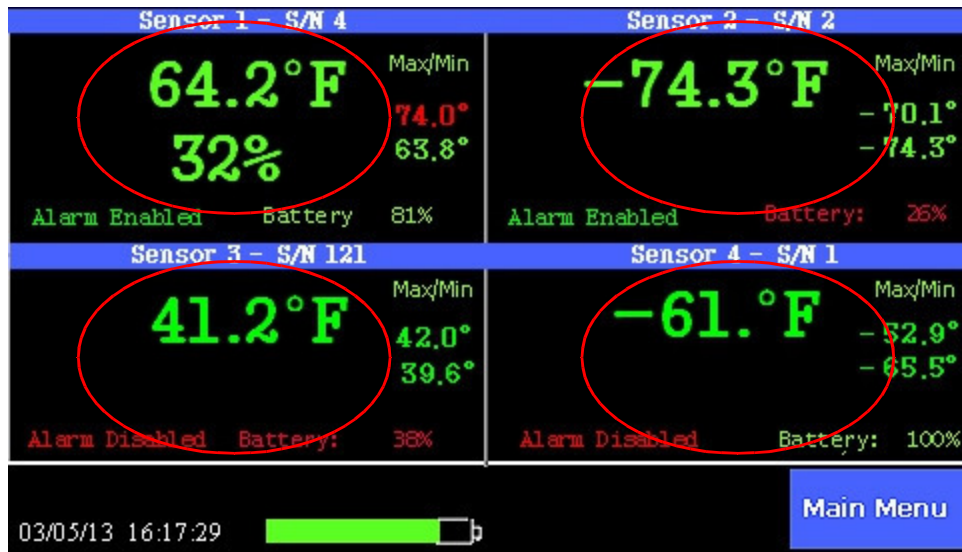 Sensor 1 - S/N 4
64.2°F
Max/Min
74.0°
32%
63.8°
Alarm Enabled Battery 81%
Sensor 2 - S/N 2
-74.3°F
Max/Min
-70.1°
-74.3°
Alarm Enabled Battery: 26%
Sensor 3 - S/N 121
41.2°F
Max/Min
42.0°
39.6°
Alarm Disabled Battery: 38%
Sensor 4 - S/N 1
-61.°F
Max/Min
-52.9°
-65.5°
Alarm Disabled Battery: 100%
03/05/13 16:17:29
Main Menu